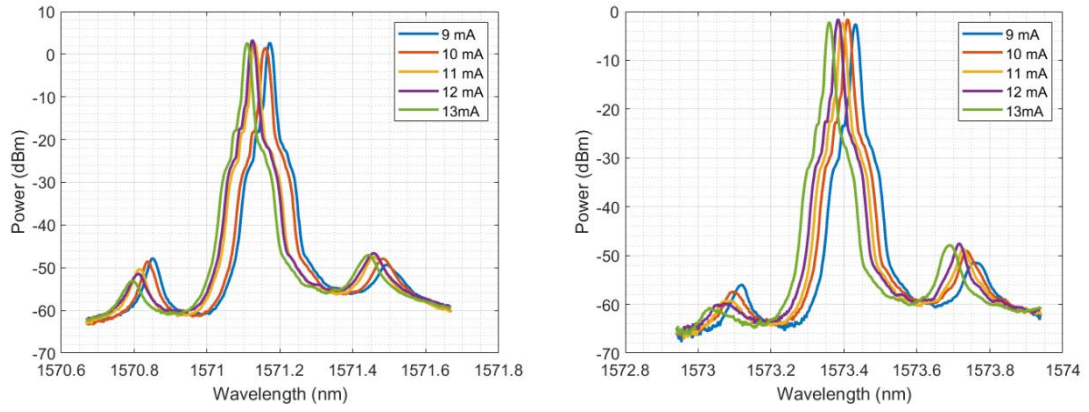 10
0
-10
-20
-30
-40
-50
-60
-70
Power (dBm)
1570.6
1570.8
1571
1571.2
1571.4
1571.6
1571.8
Wavelength (nm)
9 mA
10 mA
11 mA
12 mA
13mA
0
-10
-20
-30
-40
-50
-60
-70
Power (dBm)
1572.8
1573
1573.2
1573.4
1573.6
1573.8
1574
Wavelength (nm)
9 mA
10 mA
11 mA
12 mA
13mA